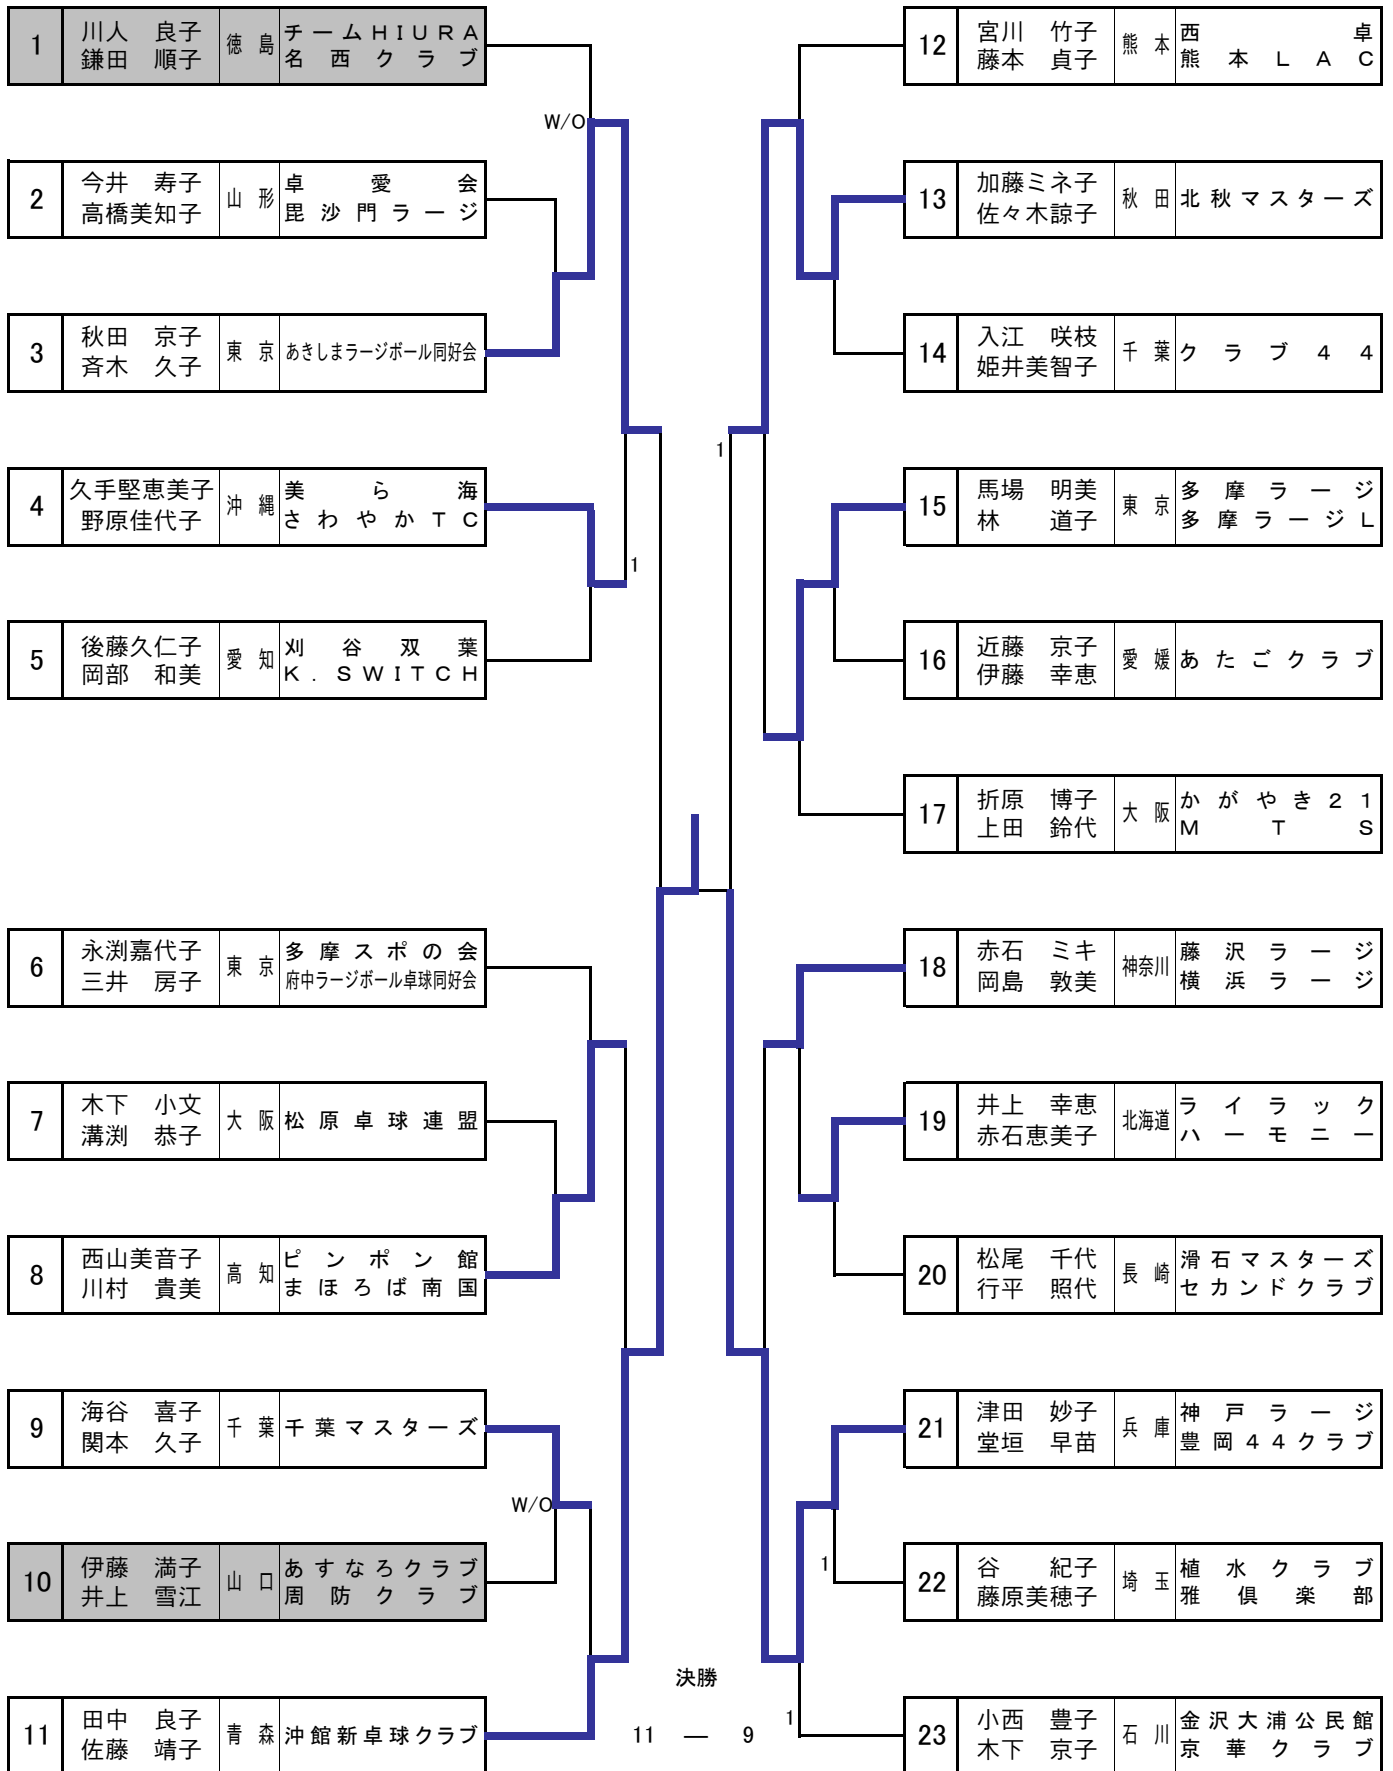 1 川人 良子 徳島 チームHIURA
鎌田 順子 名西クラブ
W/O
2 今井 寿子 山形 卓愛会
高橋美知子 毘沙門ラージ
3 秋田 京子 東京 あきしまラージボール同好会
斉木 久子
4 久手堅恵美子 沖縄 美ら海
野原佳代子 さわやかTC
1
5 後藤久仁子 愛知 刈谷双葉
岡部 和美 K.SWITCH
6 永渕嘉代子 東京 多摩スポの会
三井 房子 府中ラージボール卓球同好会
7 木下 小文 大阪 松原卓球連盟
溝渕 恭子
8 西山美音子 高知 ピンポン館
川村 貴美 まほろば南国
9 海谷 喜子 千葉 千葉マスターズ
関本 久子
W/O
10 伊藤 満子 山口 あすなろクラブ
井上 雪江 周防クラブ
11 田中 良子 青森 沖館新卓球クラブ
佐藤 靖子
12 宮川 竹子 熊本 西卓
藤本 貞子 熊本LAC
13 加藤ミネ子 秋田 北秋マスターズ
佐々木諒子
14 入江 咲枝 千葉 クラブ44
姫井美智子
1
15 馬場 明美 東京 多摩ラージ
林 道子 多摩ラージL
16 近藤 京子 愛媛 あたごクラブ
伊藤 幸恵
17 折原 博子 大阪 かがやき21
上田 鈴代 MTS
18 赤石 ミキ 神奈川 藤沢ラージ
岡島 敦美 横浜ラージ
19 井上 幸恵 北海道 ライラック
赤石恵美子 ハーモニー
20 松尾 千代 長崎 滑石マスターズ
行平 照代 セカンドクラブ
21 津田 妙子 兵庫 神戸ラージ
堂垣 早苗 豊岡44クラブ
1
22 谷 紀子 埼玉 植水クラブ
藤原美穂子 雅倶楽部
1
23 小西 豊子 石川 金沢大浦公民館
木下 京子 京華クラブ
決勝
11 ― 9